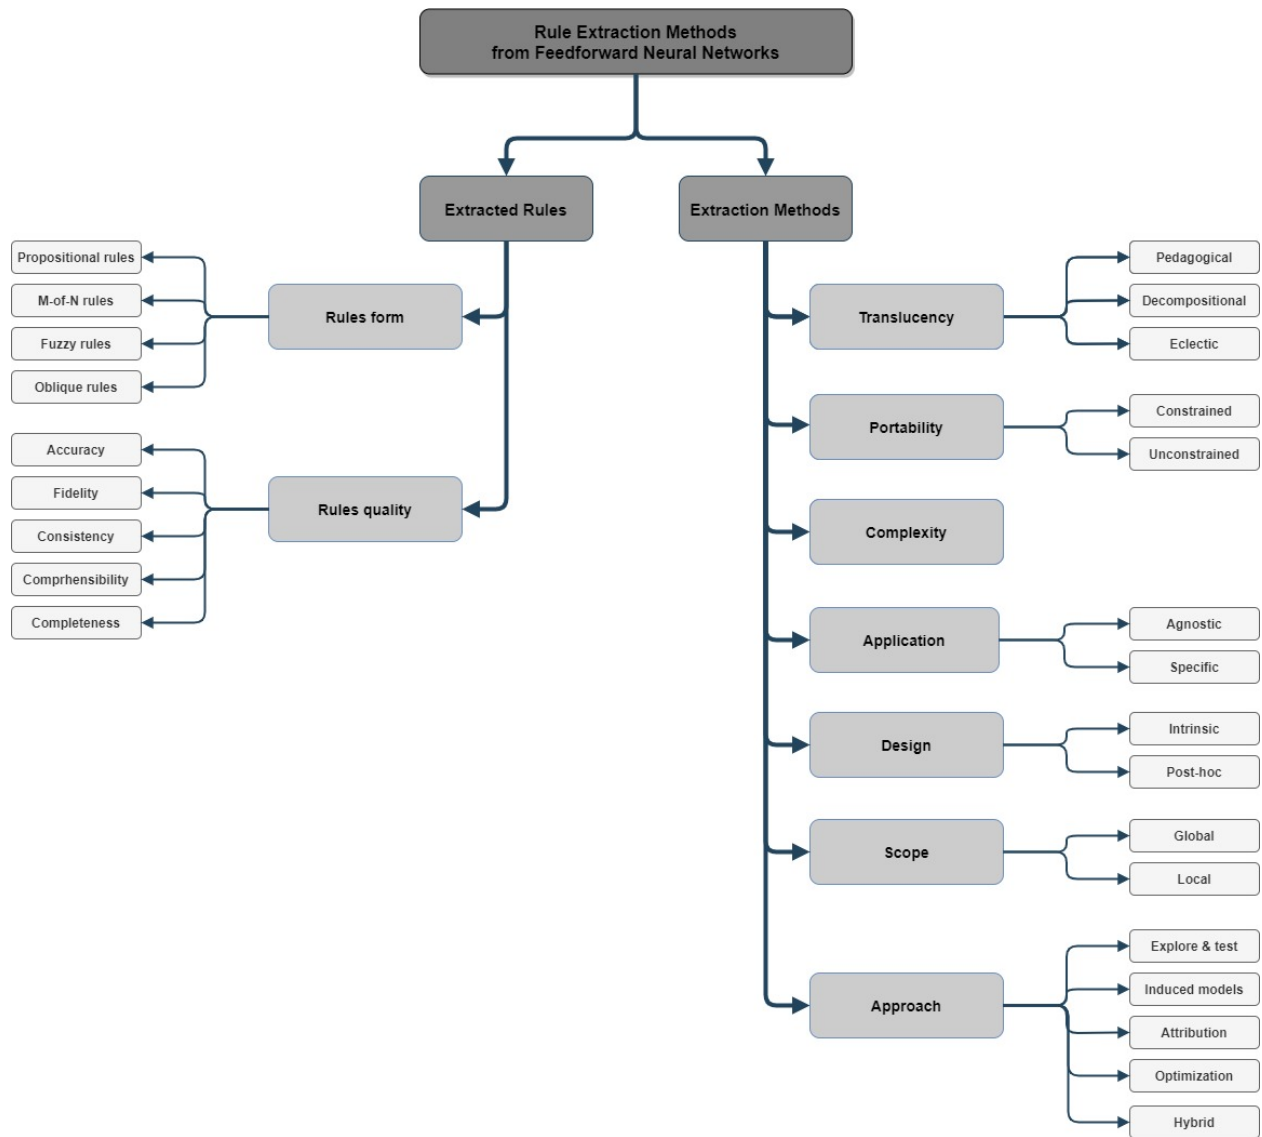 Rule Extraction Methods
from Feedforward Neural Networks
Extracted Rules
Extraction Methods
Rules form
Propositional rules
M-of-N rules
Fuzzy rules
Oblique rules
Rules quality
Accuracy
Fidelity
Consistency
Comprhensibility
Completeness
Translucency
Pedagogical
Decompositional
Eclectic
Portability
Constrained
Unconstrained
Complexity
Application
Agnostic
Specific
Design
Intrinsic
Post-hoc
Scope
Global
Local
Approach
Explore & test
Induced models
Attribution
Optimization
Hybrid